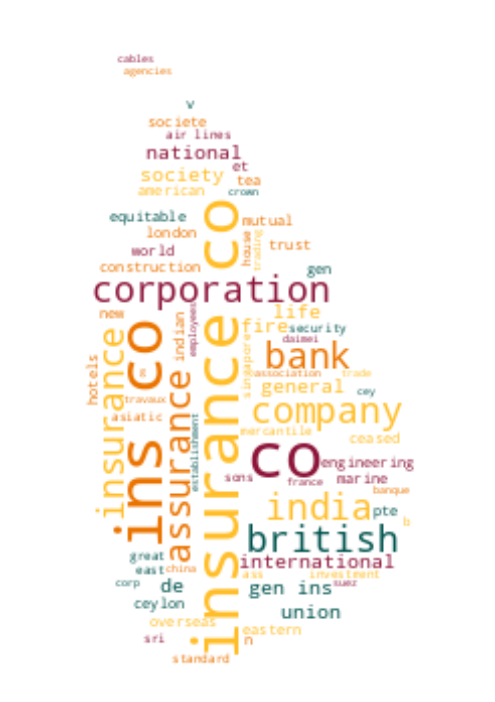 cables
agencies
v
societe
air lines
national
et
society
tea
american
crown
equitable
insurance co
mutual
london
house
trading
world
trust
construction
gen
corporation
new
ins co
indian
employees
life
fire
security
insurance
singapore
daimei
bank
hotels
g
assurance
association
trade
general
cey
travaux
asiatic
establishment
company
mercantile
ceased
co
engineering
sons
france
marine
banque
india
pte
b
british
great
international
east
china
ass
investment
corp
de
gen ins
suez
ceylon
union
overseas
eastern
sri
n
standard